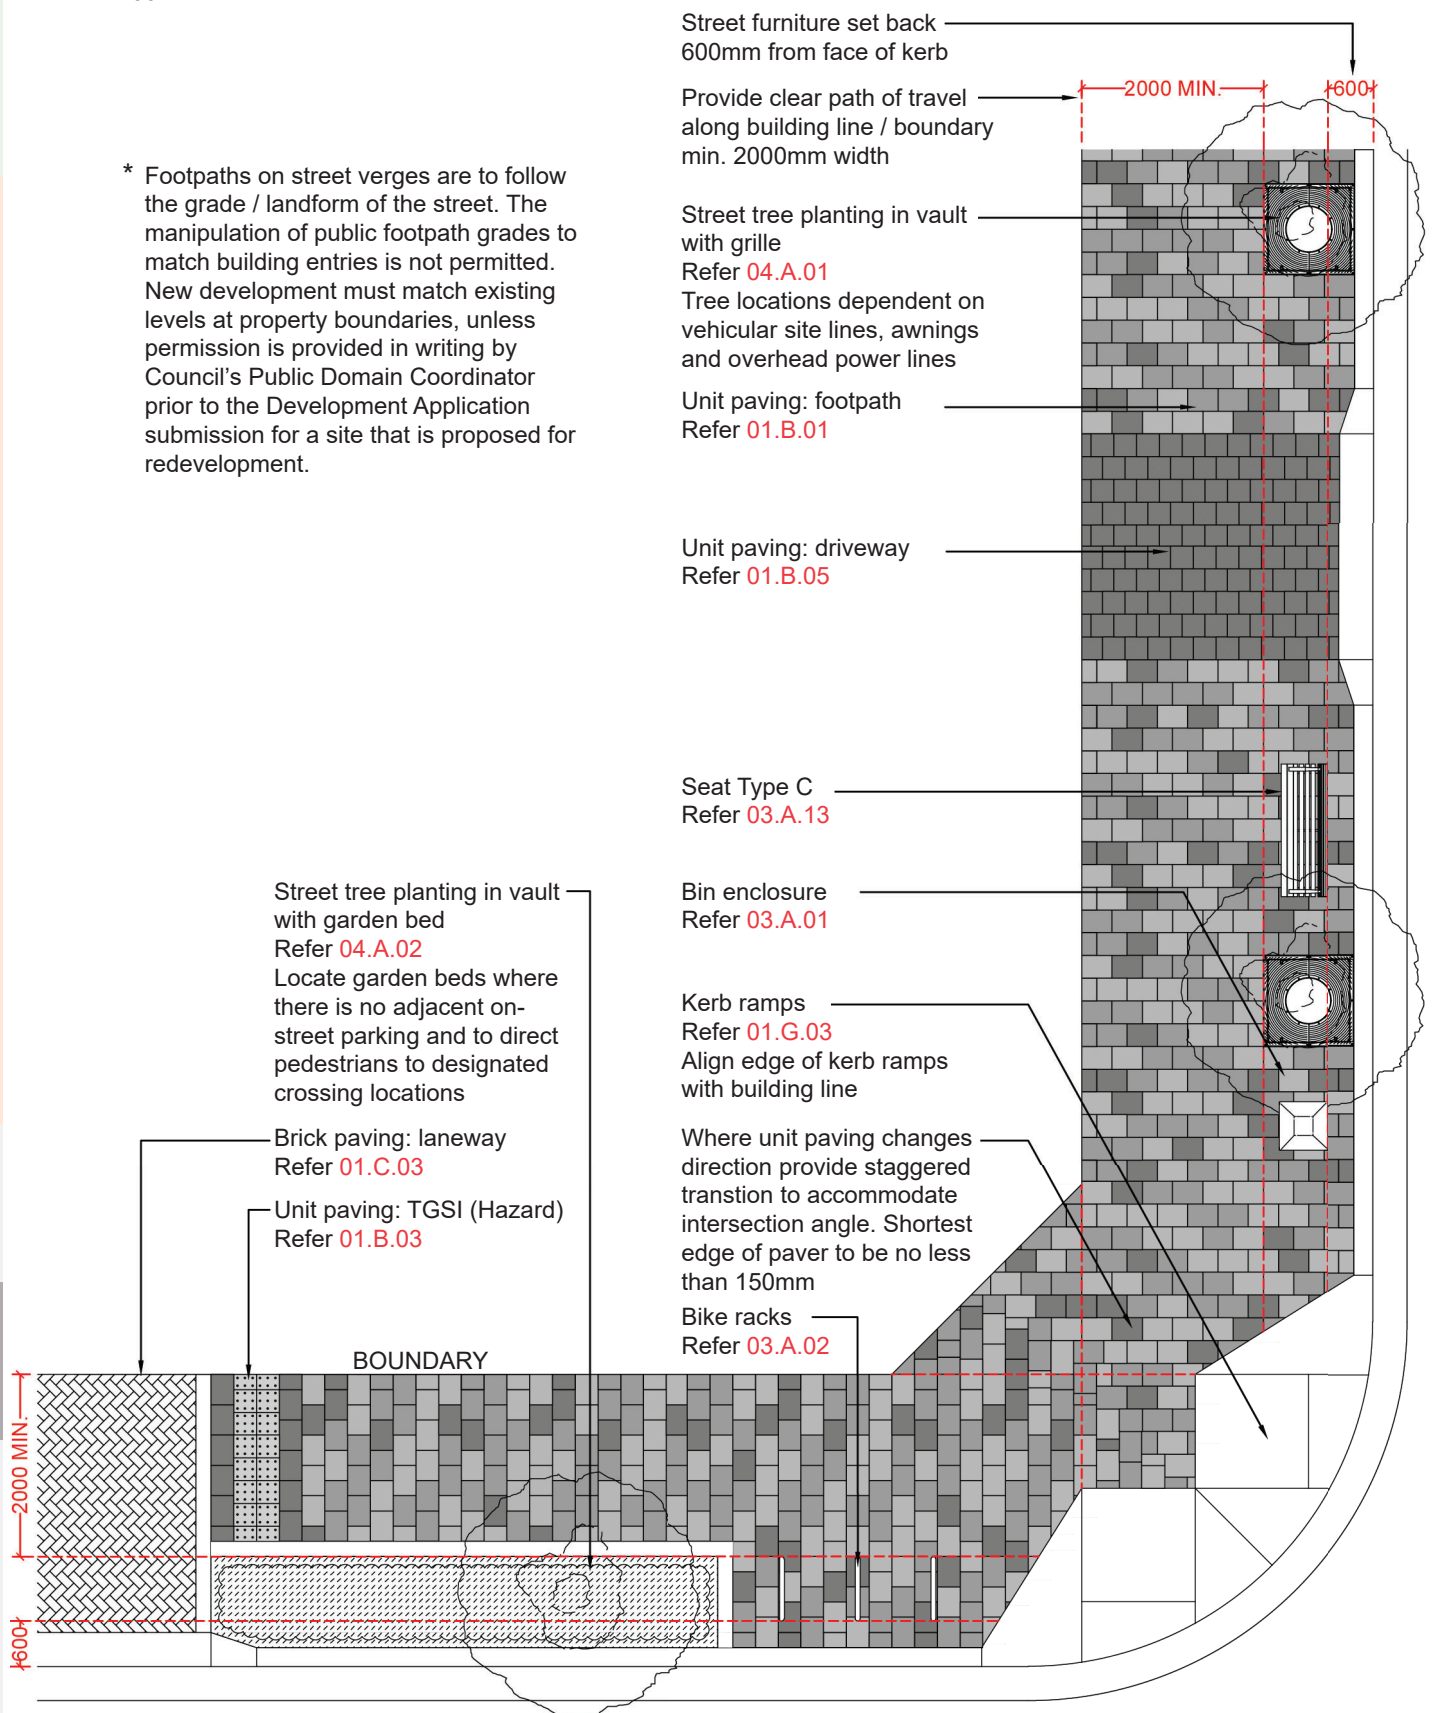 Street furniture set back
600mm from face of kerb
2000 MIN.
600
Provide clear path of travel
along building line / boundary
min. 2000mm width
* Footpaths on street verges are to follow
the grade / landform of the street. The
manipulation of public footpath grades to
match building entries is not permitted.
New development must match existing
levels at property boundaries, unless
permission is provided in writing by
Council's Public Domain Coordinator
prior to the Development Application
submission for a site that is proposed for
redevelopment.
Street tree planting in vault
with grille
Refer 04.A.01
Tree locations dependent on
vehicular site lines, awnings
and overhead power lines
Unit paving: footpath
Refer 01.B.01
Unit paving: driveway
Refer 01.B.05
Seat Type C
Refer 03.A.13
Bin enclosure
Refer 03.A.01
Kerb ramps
Refer 01.G.03
Align edge of kerb ramps
with building line
Where unit paving changes
direction provide staggered
transtion to accommodate
intersection angle. Shortest
edge of paver to be no less
than 150mm
Bike racks
Refer 03.A.02
Street tree planting in vault
with garden bed
Refer 04.A.02
Locate garden beds where
there is no adjacent on-
street parking and to direct
pedestrians to designated
crossing locations
Brick paving: laneway
Refer 01.C.03
Unit paving: TGSI (Hazard)
Refer 01.B.03
BOUNDARY
2000 MIN.
600